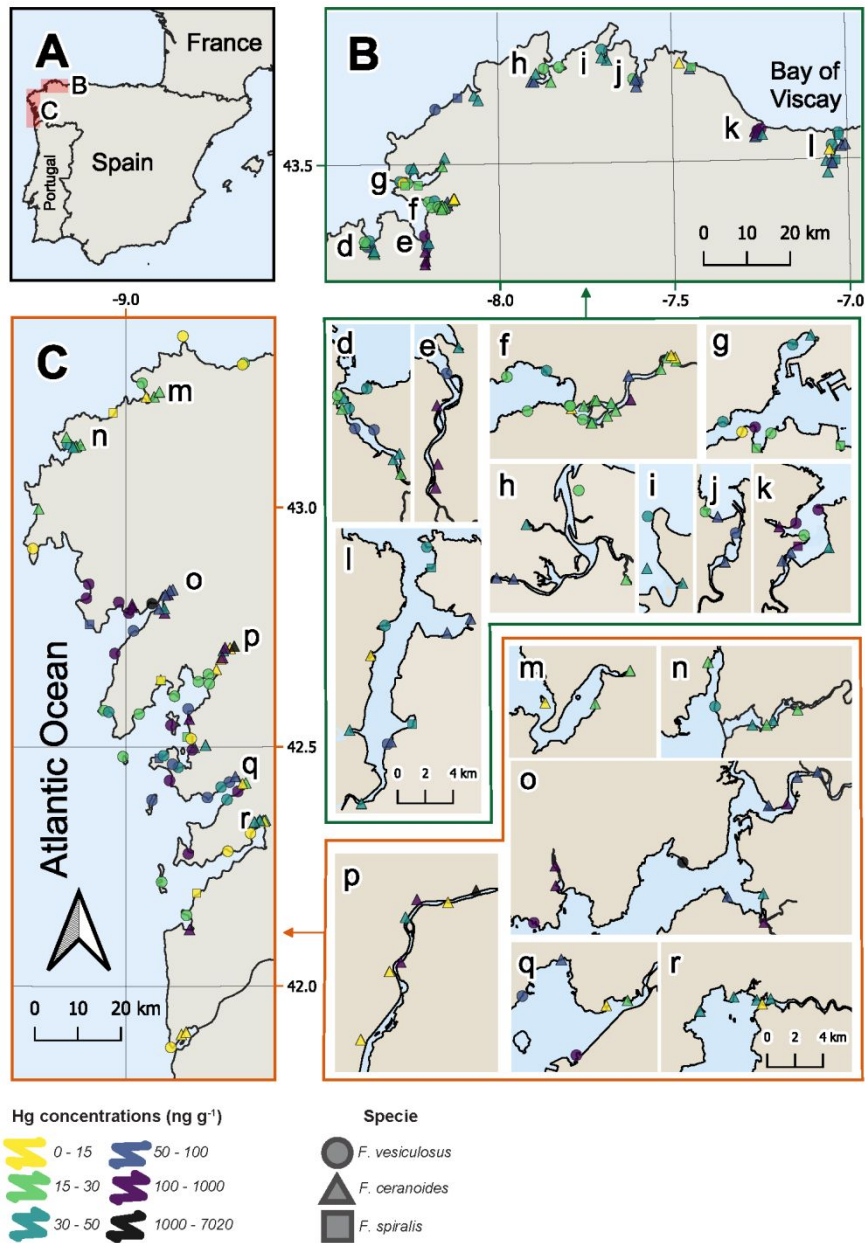 A
France
B
C
Portugal
Spain
B
Bay of
Viscay
h
i
j
k
l
g
f
d
e
43.5
0 10 20 km
-9.0
-8.0
-7.5
-7.0
C
m
n
o
p
q
r
Atlantic Ocean
43.0
42.5
42.0
0 10 20 km
d
e
f
g
h
i
j
k
l
0 2 4 km
m
n
o
p
q
r
0 2 4 km
Hg concentrations (ng g⁻¹)
0 - 15
50 - 100
15 - 30
100 - 1000
30 - 50
1000 - 7020
Specie
F. vesiculosus
F. ceranoides
F. spiralis